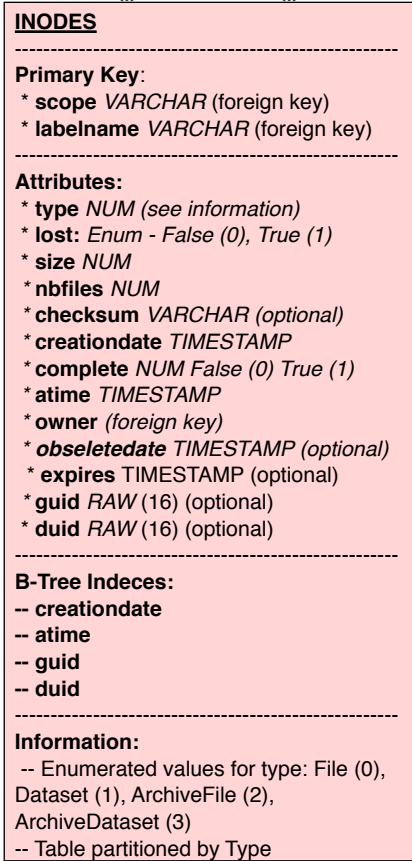 INODES
------------------------------------------------------
Primary Key:
* scope VARCHAR (foreign key)
* labelname VARCHAR (foreign key)
------------------------------------------------------
Attributes:
* type NUM (see information)
* lost: Enum - False (0), True (1)
* size NUM
* nbfiles NUM
* checksum VARCHAR (optional)
* creationdate TIMESTAMP
* complete NUM False (0) True (1)
* atime TIMESTAMP
* owner (foreign key)
* obseletedate TIMESTAMP (optional)
* expires TIMESTAMP (optional)
* guid RAW (16) (optional)
* duid RAW (16) (optional)
------------------------------------------------------
B-Tree Indeces:
-- creationdate
-- atime
-- guid
-- duid
------------------------------------------------------
Information:
-- Enumerated values for type: File (0),
Dataset (1), ArchiveFile (2),
ArchiveDataset (3)
-- Table partitioned by Type